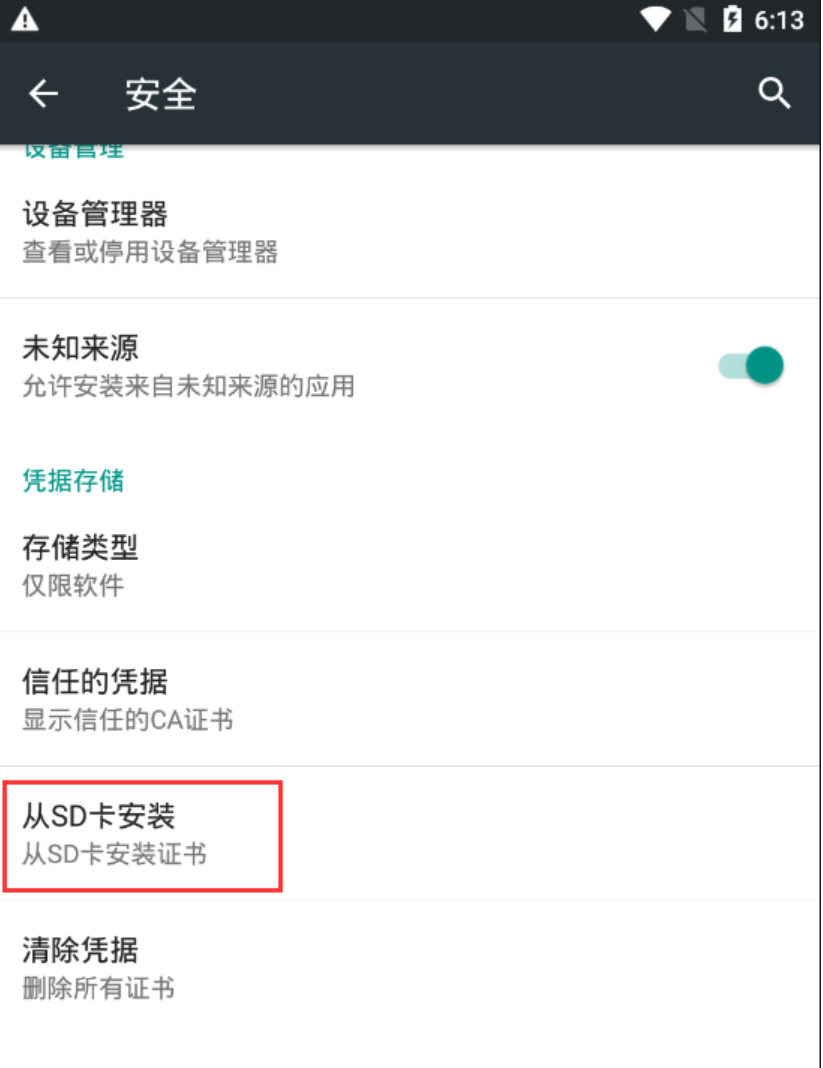 6:13
安全
设备管理
设备管理器
查看或停用设备管理器
未知来源
允许安装来自未知来源的应用
凭据存储
存储类型
仅限软件
信任的凭据
显示信任的CA证书
从SD卡安装
从SD卡安装证书
清除凭据
删除所有证书